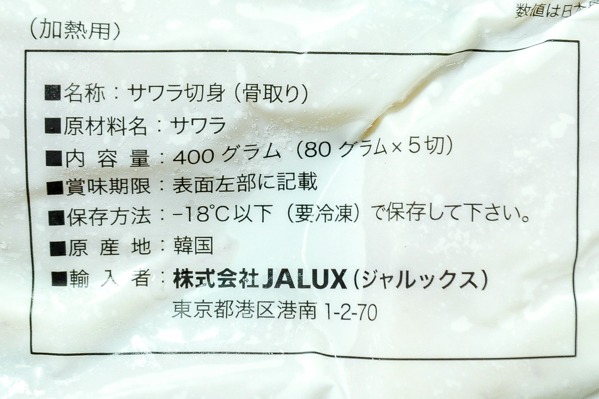 数値は日本
(加熱用)
■名称：サワラ切身（骨取り）
■原材料名：サワラ
■内容量：400グラム（80グラム×5切）
■賞味期限：表面左部に記載
■保存方法：−18℃以下（要冷凍）で保存して下さい。
■原産地：韓国
■輸入者：株式会社JALUX（ジャルックス）
東京都港区港南1-2-70